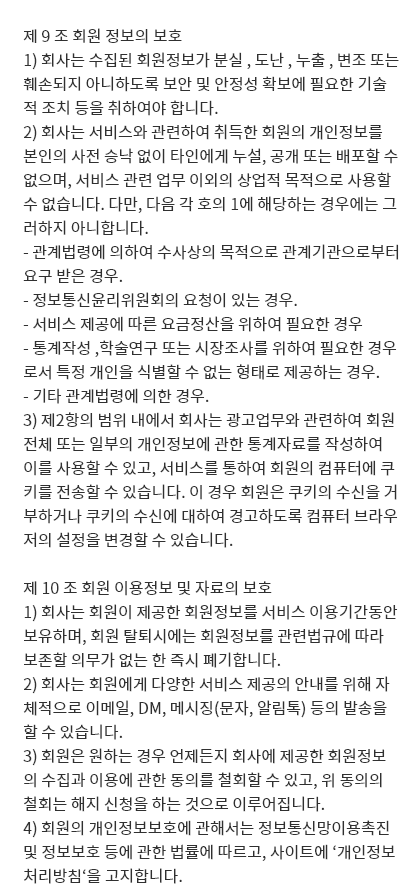 제 9 조 회원 정보의 보호
1) 회사는 수집된 회원정보가 분실 , 도난 , 누출 , 변조 또는
훼손되지 아니하도록 보안 및 안정성 확보에 필요한 기술
적 조치 등을 취하여야 합니다.
2) 회사는 서비스와 관련하여 취득한 회원의 개인정보를
본인의 사전 승낙 없이 타인에게 누설, 공개 또는 배포할 수
없으며, 서비스 관련 업무 이외의 상업적 목적으로 사용할
수 없습니다. 다만, 다음 각 호의 1에 해당하는 경우에는 그
러하지 아니합니다.
- 관계법령에 의하여 수사상의 목적으로 관계기관으로부터
요구 받은 경우.
- 정보통신윤리위원회의 요청이 있는 경우.
- 서비스 제공에 따른 요금정산을 위하여 필요한 경우
- 통계작성 ,학술연구 또는 시장조사를 위하여 필요한 경우
로서 특정 개인을 식별할 수 없는 형태로 제공하는 경우.
- 기타 관계법령에 의한 경우.
3) 제2항의 범위 내에서 회사는 광고업무와 관련하여 회원
전체 또는 일부의 개인정보에 관한 통계자료를 작성하여
이를 사용할 수 있고, 서비스를 통하여 회원의 컴퓨터에 쿠
키를 전송할 수 있습니다. 이 경우 회원은 쿠키의 수신을 거
부하거나 쿠키의 수신에 대하여 경고하도록 컴퓨터 브라우
저의 설정을 변경할 수 있습니다.
제 10 조 회원 이용정보 및 자료의 보호
1) 회사는 회원이 제공한 회원정보를 서비스 이용기간동안
보유하며, 회원 탈퇴시에는 회원정보를 관련법규에 따라
보존할 의무가 없는 한 즉시 폐기합니다.
2) 회사는 회원에게 다양한 서비스 제공의 안내를 위해 자
체적으로 이메일, DM, 메시징(문자, 알림톡) 등의 발송을
할 수 있습니다.
3) 회원은 원하는 경우 언제든지 회사에 제공한 회원정보
의 수집과 이용에 관한 동의를 철회할 수 있고, 위 동의의
철회는 해지 신청을 하는 것으로 이루어집니다.
4) 회원의 개인정보보호에 관해서는 정보통신망이용촉진
및 정보보호 등에 관한 법률에 따르고, 사이트에 ‘개인정보
처리방침‘을 고지합니다.